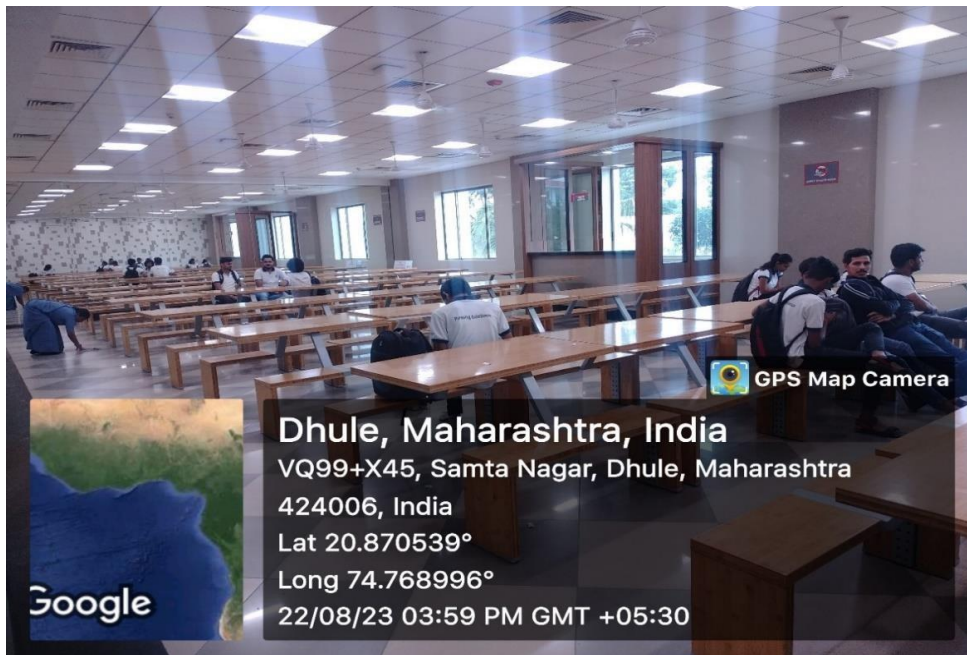 GPS Map Camera
Dhule, Maharashtra, India
VQ99+X45, Samta Nagar, Dhule, Maharashtra
424006, India
Lat 20.870539°
Long 74.768996°
22/08/23 03:59 PM GMT +05:30
Google